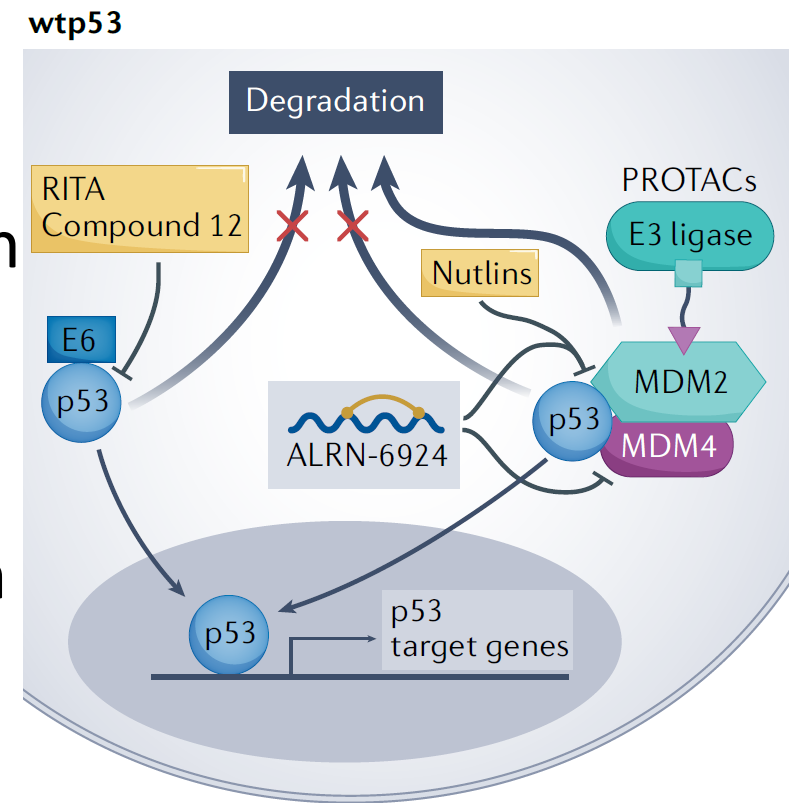 wtp53
Degradation
RITA
Compound 12
PROTACs
E3 ligase
n
Nutlins
E6
p53
MDM2
p53
MDM4
ALRN-6924
n
p53
p53
target genes